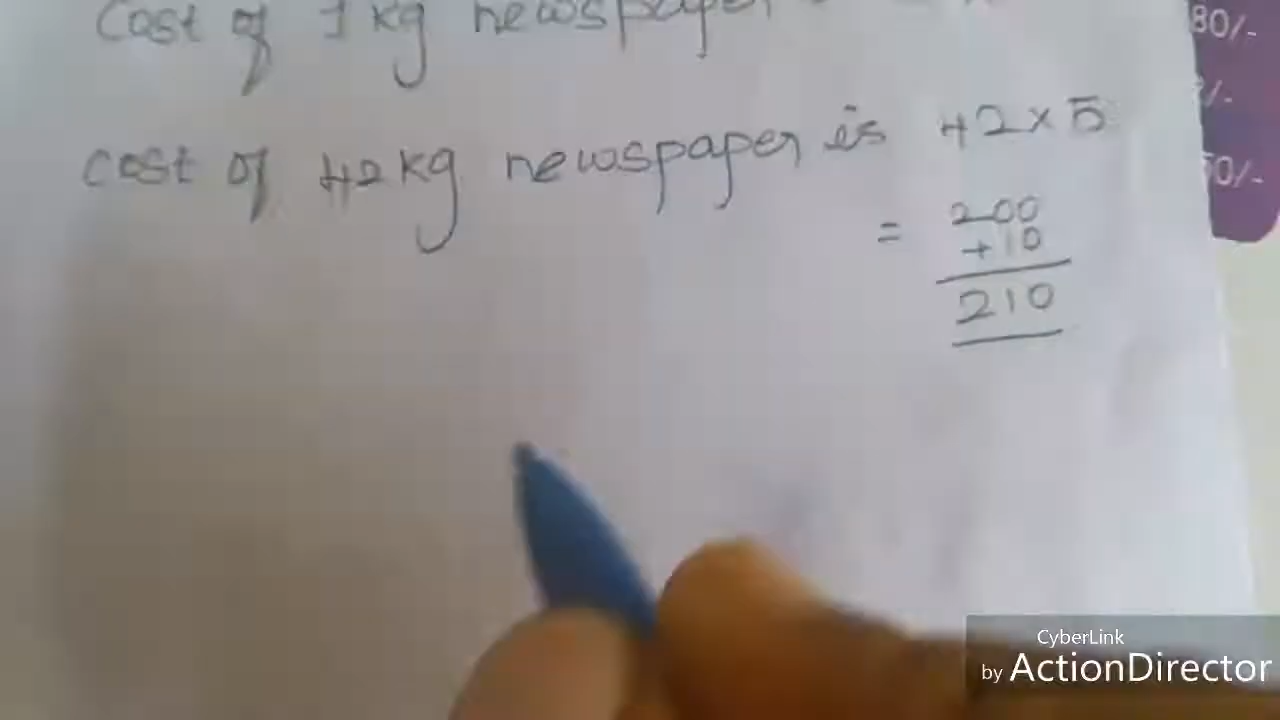 Cost of 1 kg newspaper
80/-
/-
cost of 42 kg newspaper is 42 x 5
0/-
= 200
+10
210
CyberLink
by ActionDirector